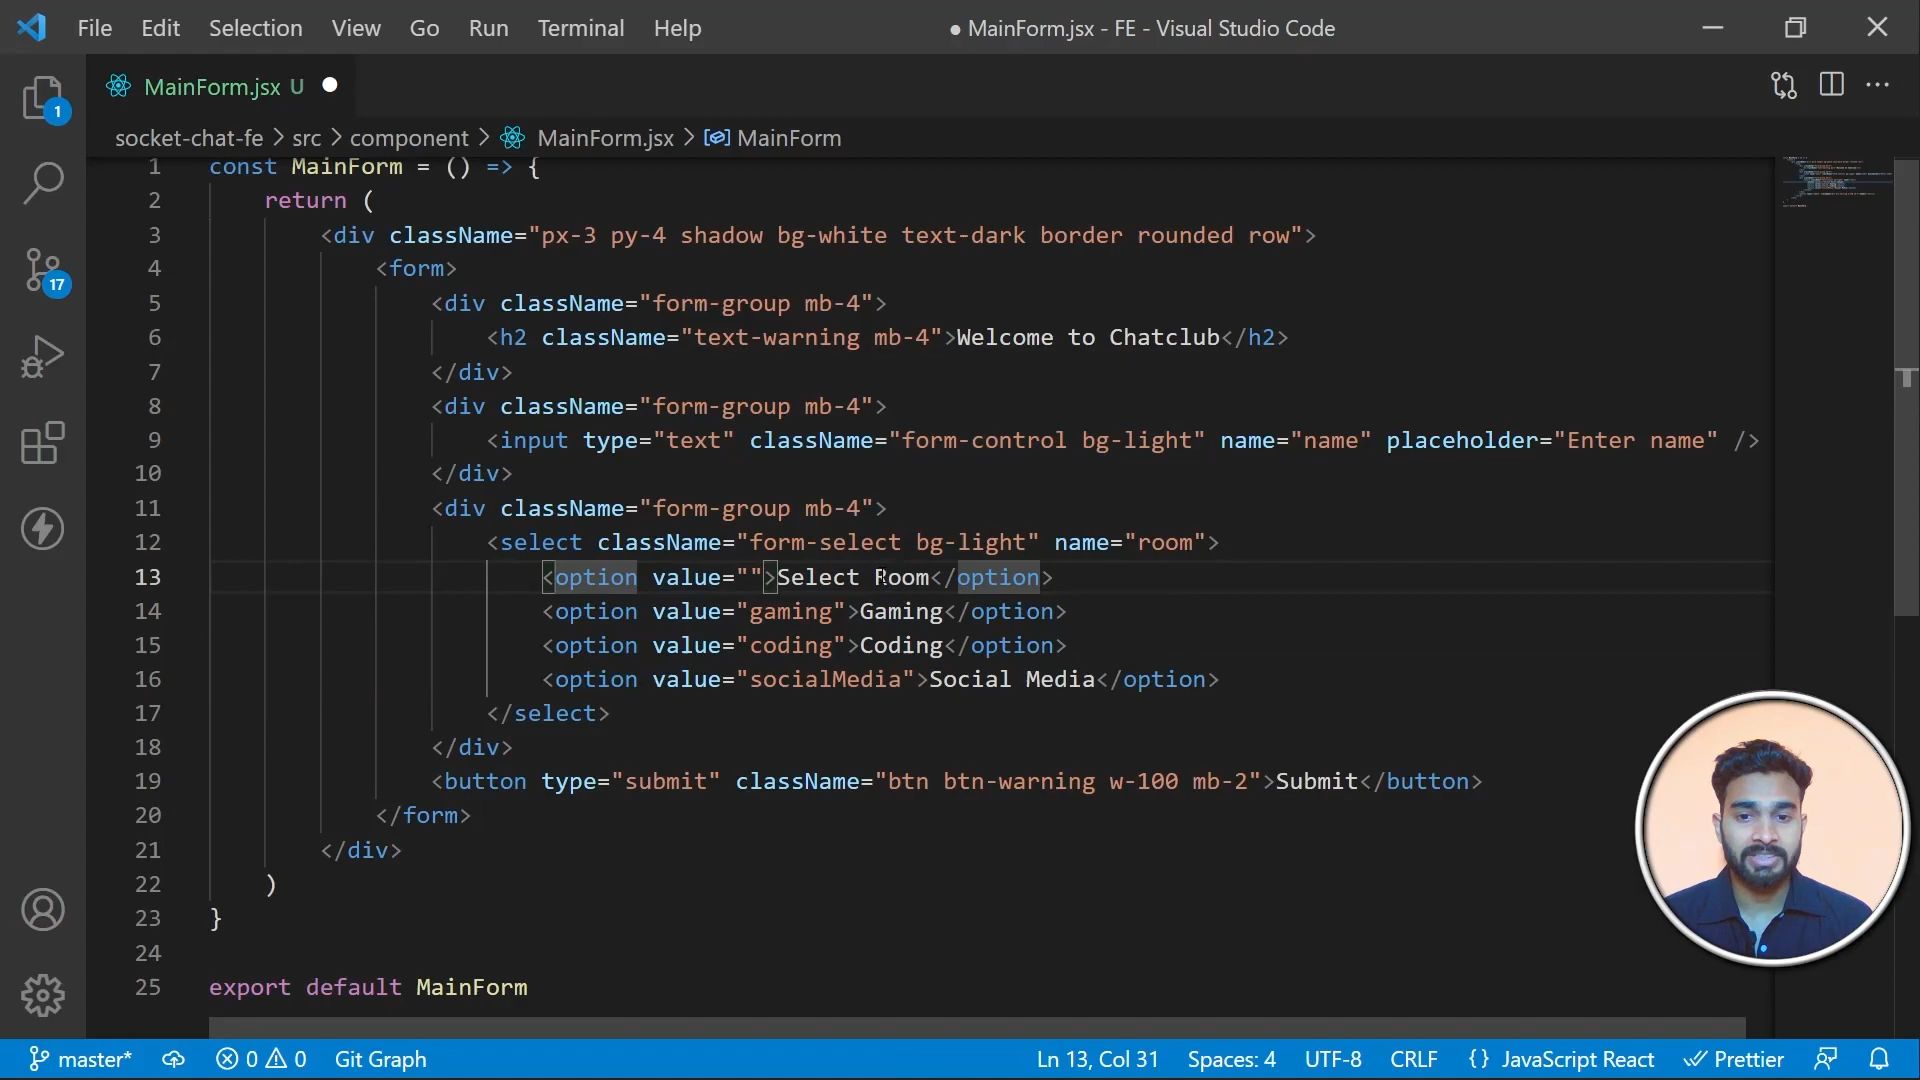 File Edit Selection View Go Run Terminal Help ● MainForm.jsx - FE - Visual Studio Code
MainForm.jsx U ●
1
socket-chat-fe > src > component > MainForm.jsx > MainForm
1 const MainForm = () => {
2 return (
3 <div className="px-3 py-4 shadow bg-white text-dark border rounded row">
4 <form>
5 <div className="form-group mb-4">
6 <h2 className="text-warning mb-4">Welcome to Chatclub</h2>
7 </div>
8 <div className="form-group mb-4">
9 <input type="text" className="form-control bg-light" name="name" placeholder="Enter name" />
10 </div>
11 <div className="form-group mb-4">
12 <select className="form-select bg-light" name="room">
13 <option value="">Select Room</option>
14 <option value="gaming">Gaming</option>
15 <option value="coding">Coding</option>
16 <option value="socialMedia">Social Media</option>
17 </select>
18 </div>
19 <button type="submit" className="btn btn-warning w-100 mb-2">Submit</button>
20 </form>
21 </div>
22 )
23 }
24
25 export default MainForm
17
master* 0 0 Git Graph Ln 13, Col 31 Spaces: 4 UTF-8 CRLF {} JavaScript React Prettier